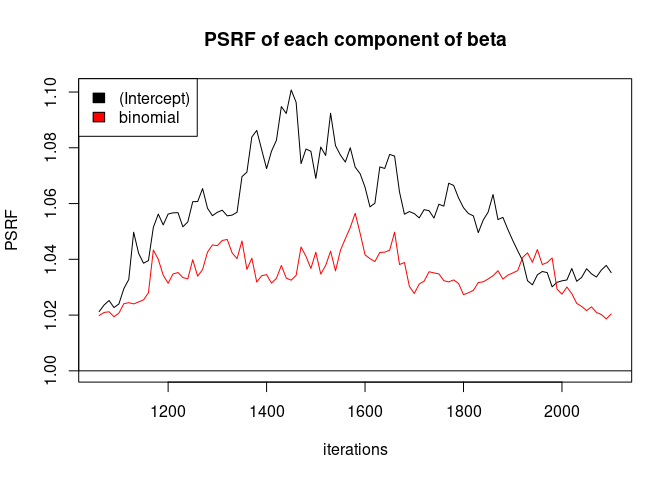 PSRF of each component of beta
(Intercept)
binomial
PSRF
1.10
1.08
1.06
1.04
1.02
1.00
1200 1400 1600 1800 2000
iterations